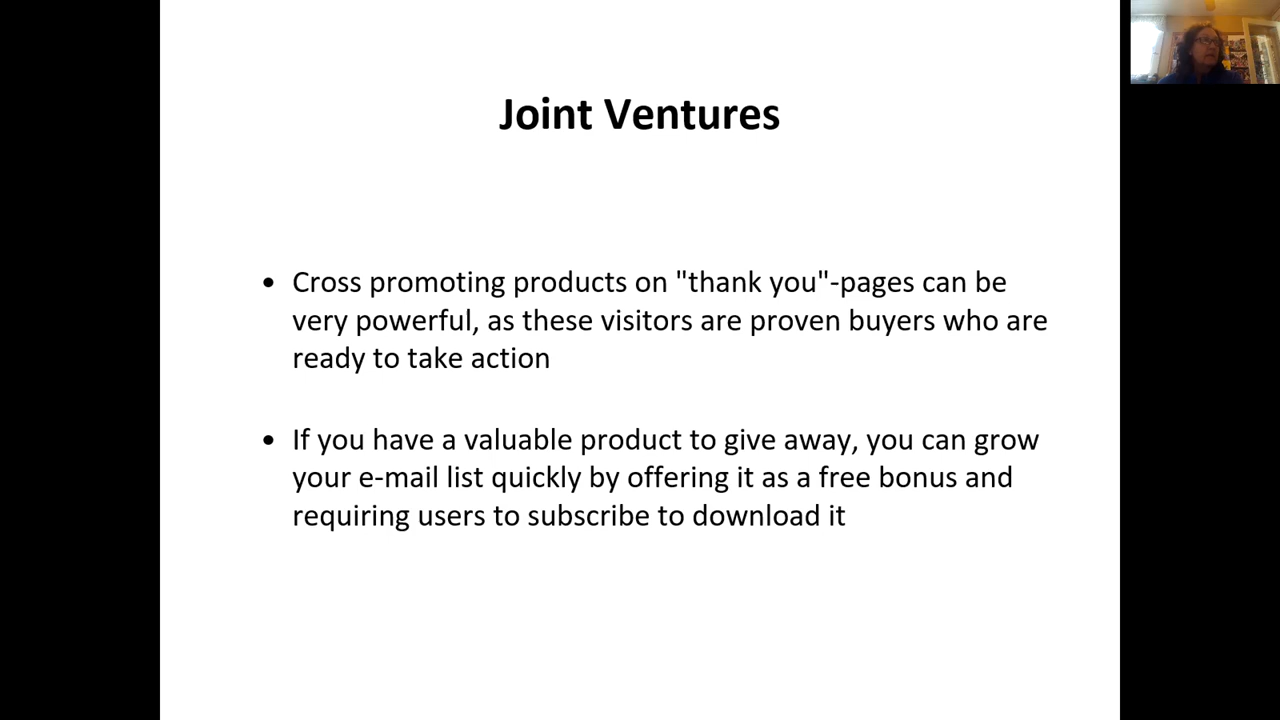 Joint Ventures
• Cross promoting products on "thank you"-pages can be
very powerful, as these visitors are proven buyers who are
ready to take action
• If you have a valuable product to give away, you can grow
your e-mail list quickly by offering it as a free bonus and
requiring users to subscribe to download it